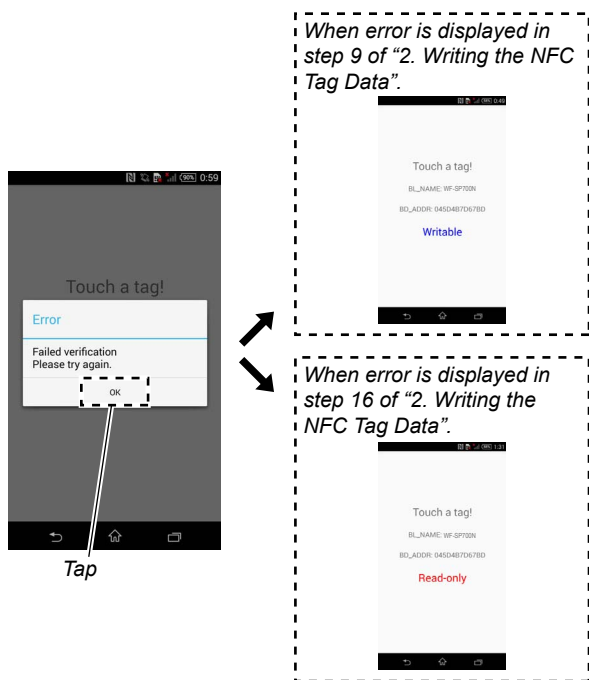 When error is displayed in
step 9 of “2. Writing the NFC
Tag Data”.
0:49
Touch a tag!
BL_NAME: WF-SP700N
BD_ADDR: 045D4B7D67BD
Writable
90% 0:59
Touch a tag!
Error
Failed verification
Please try again.
OK
Tap
When error is displayed in
step 16 of “2. Writing the
NFC Tag Data”.
1:31
Touch a tag!
BL_NAME: WF-SP700N
BD_ADDR: 045D4B7D67BD
Read-only